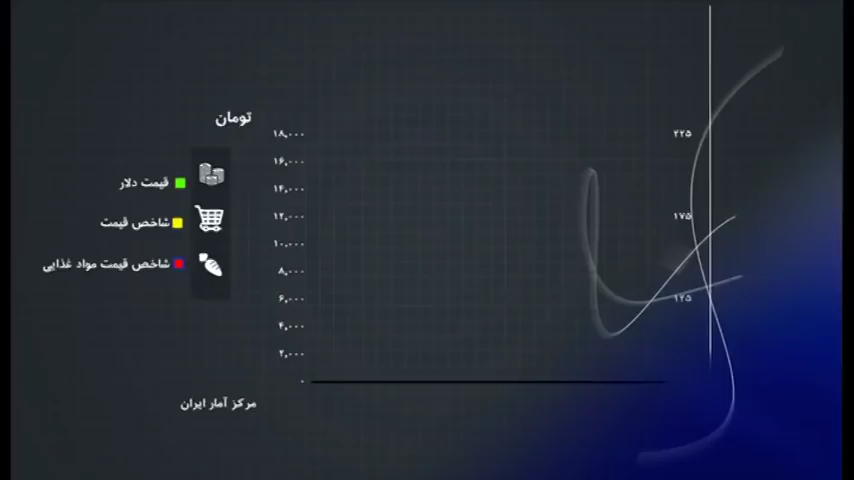 تومان
۱۸,۰۰۰
۱۶,۰۰۰
۱۴,۰۰۰
۱۲,۰۰۰
۱۰,۰۰۰
۸,۰۰۰
۶,۰۰۰
۴,۰۰۰
۲,۰۰۰
۰
۲۲۵
۱۷۵
۱۲۵
قیمت دلار
شاخص قیمت
شاخص قیمت مواد غذایی
مرکز آمار ایران